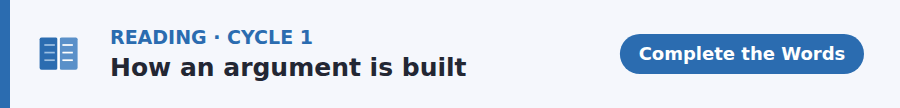 READING · CYCLE 1
How an argument is built
Complete the Words